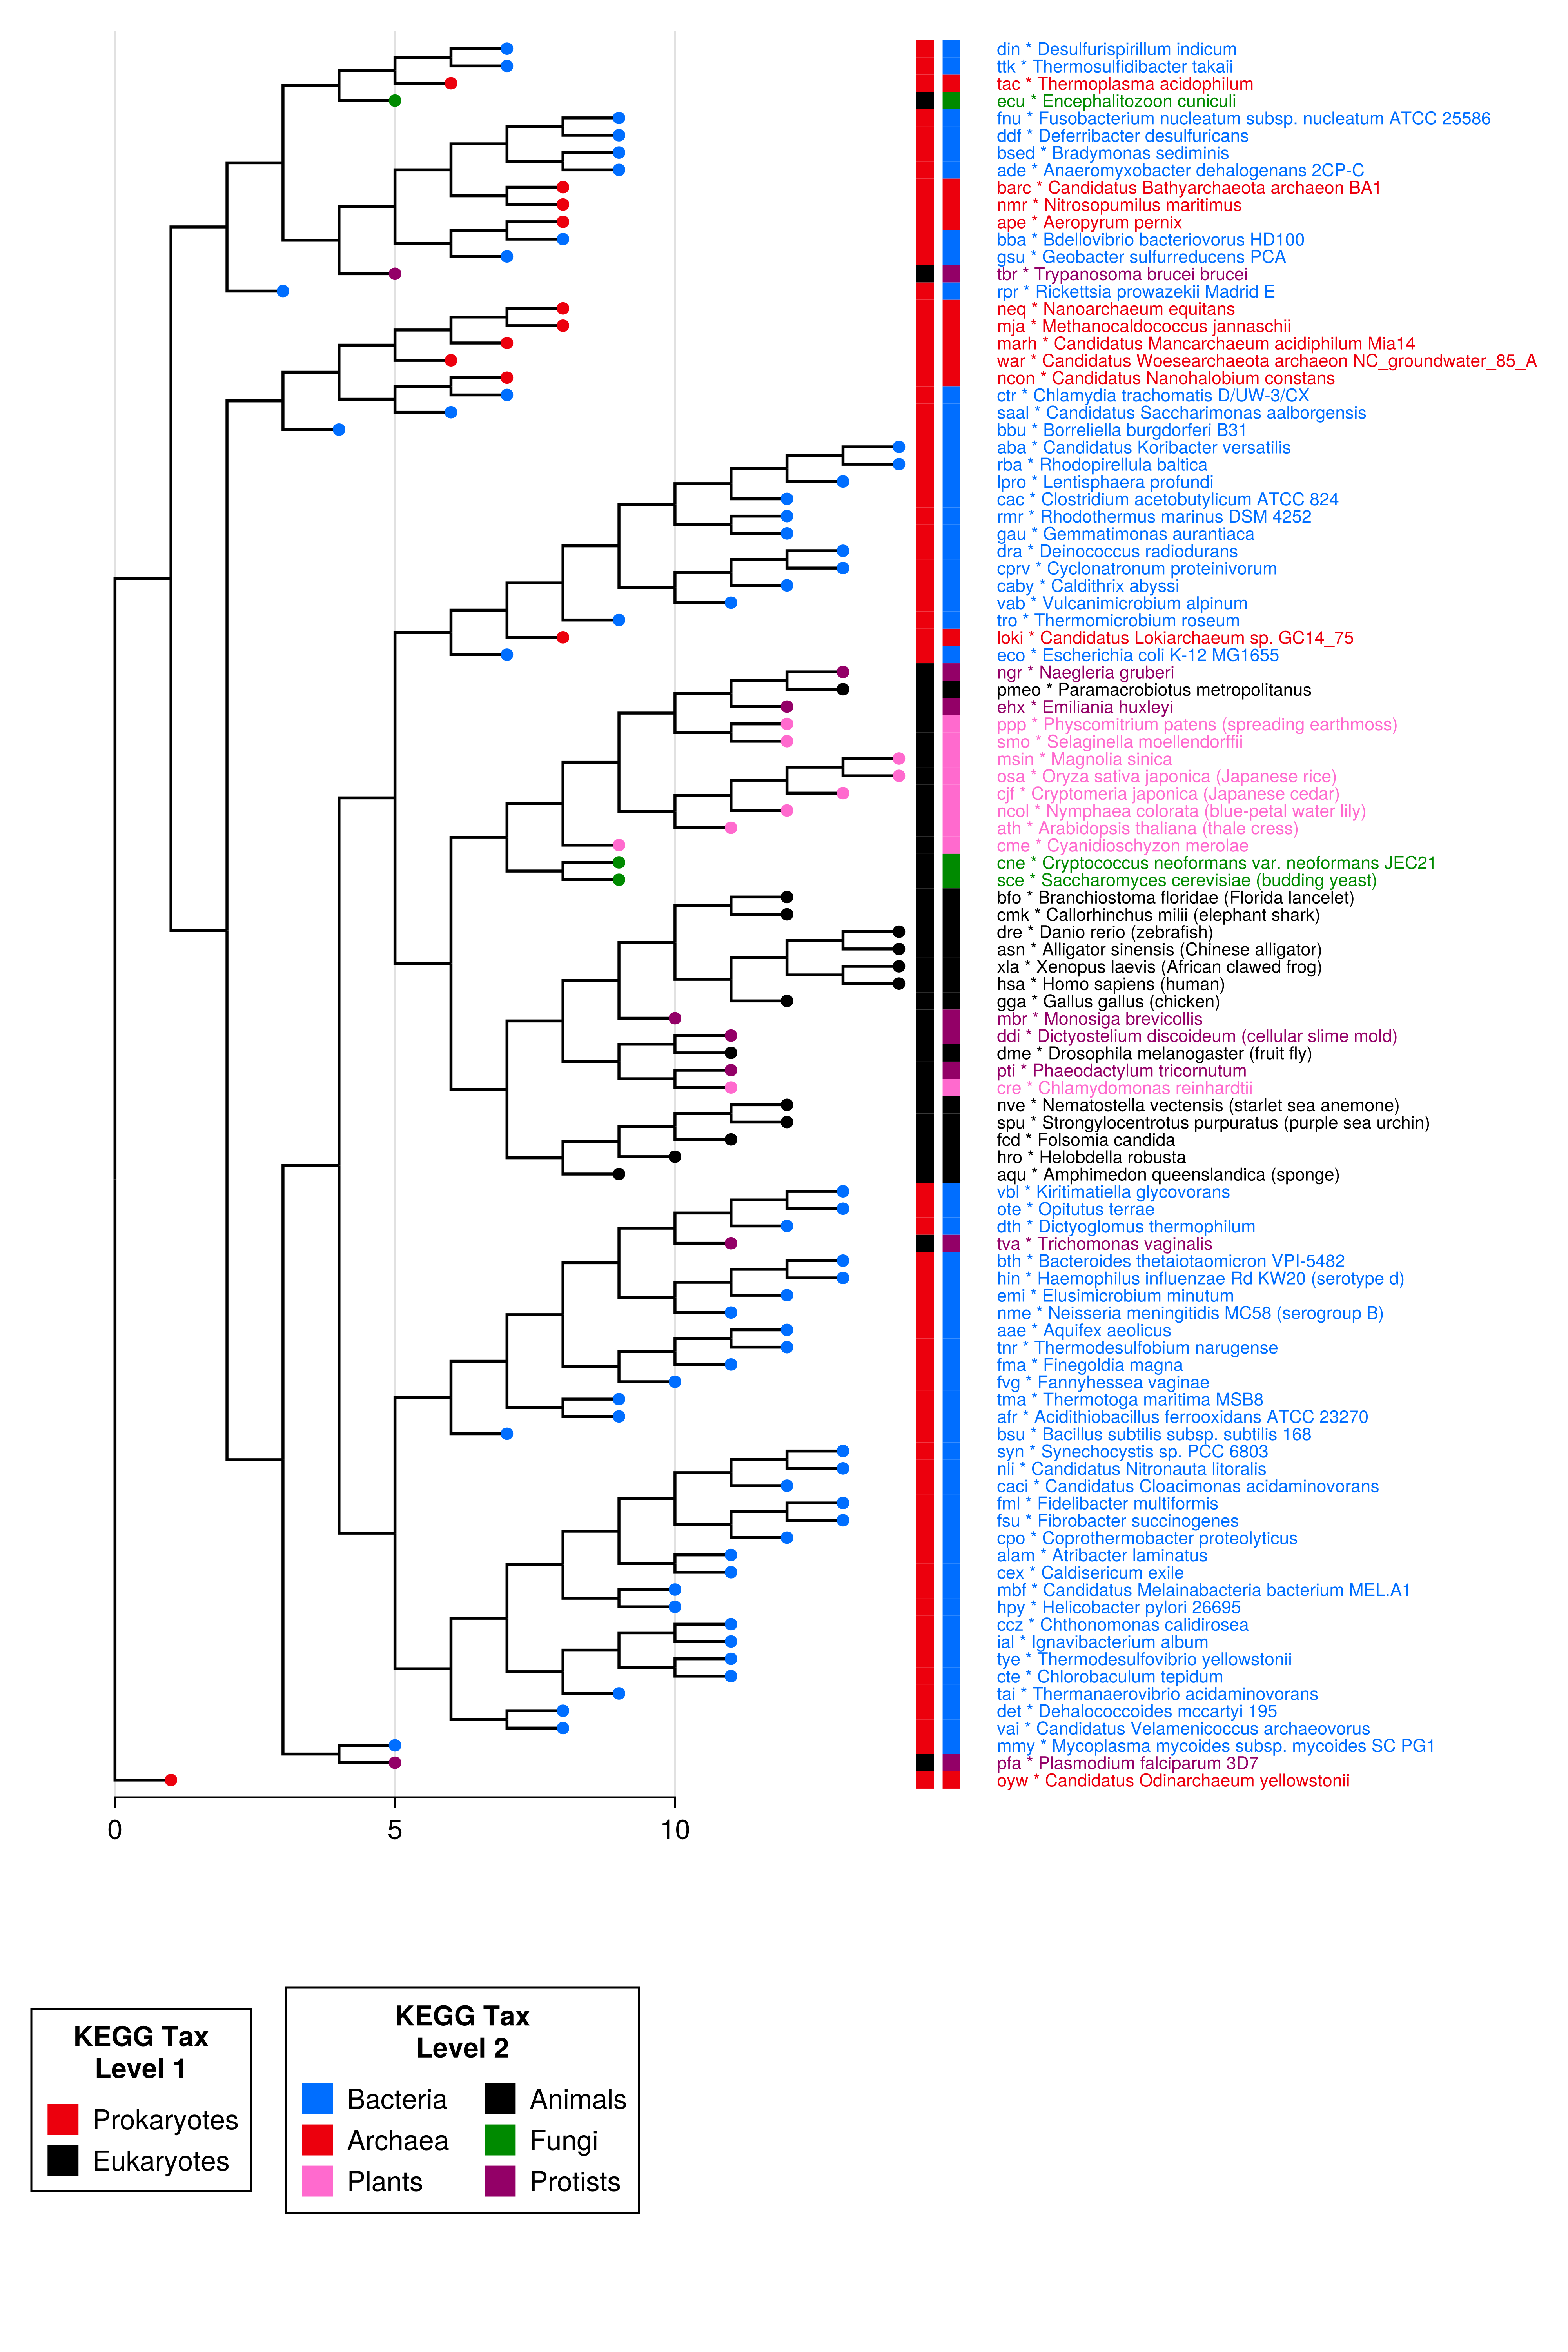 din * Desulfurispirillum indicum
ttk * Thermosulfidibacter takaii
tac * Thermoplasma acidophilum
ecu * Encephalitozoon cuniculi
fnu * Fusobacterium nucleatum subsp. nucleatum ATCC 25586
ddf * Deferribacter desulfuricans
bsed * Bradymonas sediminis
ade * Anaeromyxobacter dehalogenans 2CP-C
barc * Candidatus Bathyarchaeota archaeon BA1
nmr * Nitrosopumilus maritimus
ape * Aeropyrum pernix
bba * Bdellovibrio bacteriovorus HD100
gsu * Geobacter sulfurreducens PCA
tbr * Trypanosoma brucei brucei
rpr * Rickettsia prowazekii Madrid E
neq * Nanoarchaeum equitans
mja * Methanocaldococcus jannaschii
marh * Candidatus Mancarchaeum acidiphilum Mia14
war * Candidatus Woesearchaeota archaeon NC_groundwater_85_A
ncon * Candidatus Nanohalobium constans
ctr * Chlamydia trachomatis D/UW-3/CX
saal * Candidatus Saccharimonas aalborgensis
bbu * Borreliella burgdorferi B31
aba * Candidatus Koribacter versatilis
rba * Rhodopirellula baltica
lpro * Lentisphaera profundi
cac * Clostridium acetobutylicum ATCC 824
rmr * Rhodothermus marinus DSM 4252
gau * Gemmatimonas aurantiaca
dra * Deinococcus radiodurans
cprv * Cyclonatronum proteinivorum
caby * Caldithrix abyssi
vab * Vulcanimicrobium alpinum
tro * Thermomicrobium roseum
loki * Candidatus Lokiarchaeum sp. GC14_75
eco * Escherichia coli K-12 MG1655
ngr * Naegleria gruberi
pmeo * Paramacrobiotus metropolitanus
ehx * Emiliania huxleyi
ppp * Physcomitrium patens (spreading earthmoss)
smo * Selaginella moellendorffii
msin * Magnolia sinica
osa * Oryza sativa japonica (Japanese rice)
cjf * Cryptomeria japonica (Japanese cedar)
ncol * Nymphaea colorata (blue-petal water lily)
ath * Arabidopsis thaliana (thale cress)
cme * Cyanidioschyzon merolae
cne * Cryptococcus neoformans var. neoformans JEC21
sce * Saccharomyces cerevisiae (budding yeast)
bfo * Branchiostoma floridae (Florida lancelet)
cmk * Callorhinchus milii (elephant shark)
dre * Danio rerio (zebrafish)
asn * Alligator sinensis (Chinese alligator)
xla * Xenopus laevis (African clawed frog)
hsa * Homo sapiens (human)
gga * Gallus gallus (chicken)
mbr * Monosiga brevicollis
ddi * Dictyostelium discoideum (cellular slime mold)
dme * Drosophila melanogaster (fruit fly)
pti * Phaeodactylum tricornutum
cre * Chlamydomonas reinhardtii
nve * Nematostella vectensis (starlet sea anemone)
spu * Strongylocentrotus purpuratus (purple sea urchin)
fcd * Folsomia candida
hro * Helobdella robusta
aqu * Amphimedon queenslandica (sponge)
vbl * Kiritimatiella glycovorans
ote * Opitutus terrae
dth * Dictyoglomus thermophilum
tva * Trichomonas vaginalis
bth * Bacteroides thetaiotaomicron VPI-5482
hin * Haemophilus influenzae Rd KW20 (serotype d)
emi * Elusimicrobium minutum
nme * Neisseria meningitidis MC58 (serogroup B)
aae * Aquifex aeolicus
tnr * Thermodesulfobium narugense
fma * Finegoldia magna
fvg * Fannyhessea vaginae
tma * Thermotoga maritima MSB8
afr * Acidithiobacillus ferrooxidans ATCC 23270
bsu * Bacillus subtilis subsp. subtilis 168
syn * Synechocystis sp. PCC 6803
nli * Candidatus Nitronauta litoralis
caci * Candidatus Cloacimonas acidaminovorans
fml * Fidelibacter multiformis
fsu * Fibrobacter succinogenes
cpo * Coprothermobacter proteolyticus
alam * Atribacter laminatus
cex * Caldisericum exile
mbf * Candidatus Melainabacteria bacterium MEL.A1
hpy * Helicobacter pylori 26695
ccz * Chthonomonas calidirosea
ial * Ignavibacterium album
tye * Thermodesulfovibrio yellowstonii
cte * Chlorobaculum tepidum
tai * Thermanaerovibrio acidaminovorans
det * Dehalococcoides mccartyi 195
vai * Candidatus Velamenicoccus archaeovorus
mmy * Mycoplasma mycoides subsp. mycoides SC PG1
pfa * Plasmodium falciparum 3D7
oyw * Candidatus Odinarchaeum yellowstonii
0 5 10
KEGG Tax
Level 1
Prokaryotes
Eukaryotes
KEGG Tax
Level 2
Bacteria
Archaea
Plants
Animals
Fungi
Protists